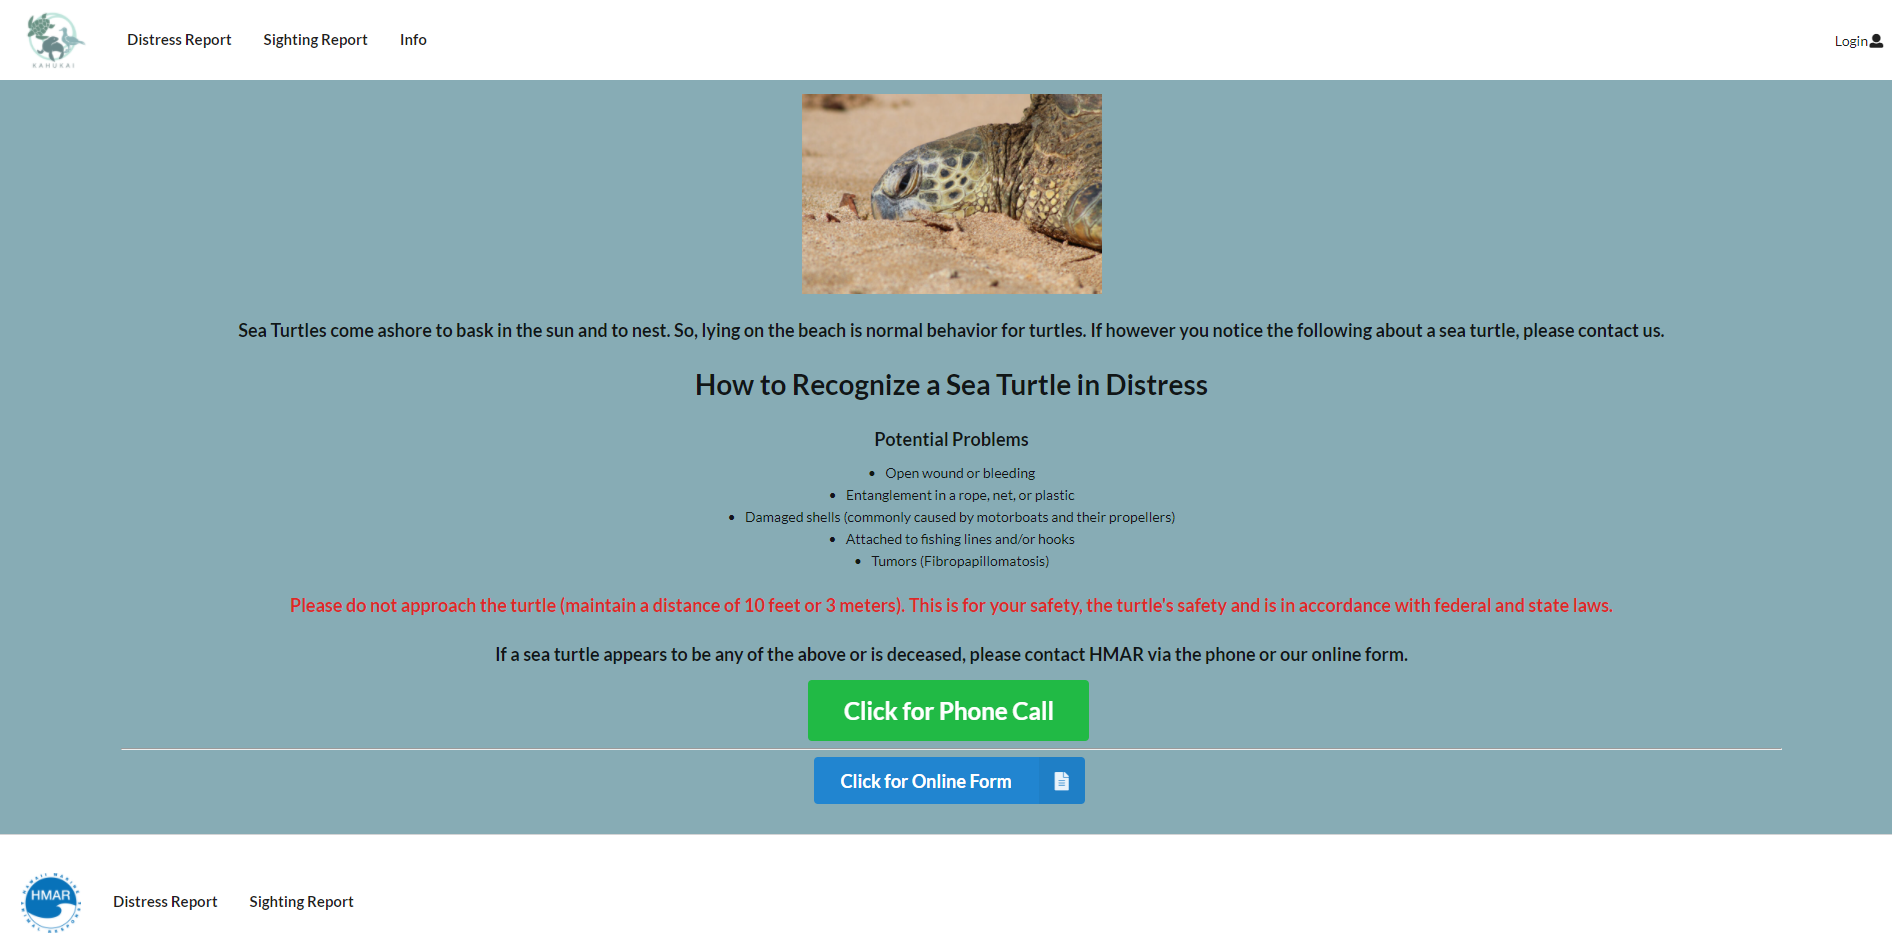 Distress Report
Sighting Report
Info
Login
KAHUKAI
Sea Turtles come ashore to bask in the sun and to nest. So, lying on the beach is normal behavior for turtles. If however you notice the following about a sea turtle, please contact us.
How to Recognize a Sea Turtle in Distress
Potential Problems
• Open wound or bleeding
• Entanglement in a rope, net, or plastic
• Damaged shells (commonly caused by motorboats and their propellers)
• Attached to fishing lines and/or hooks
• Tumors (Fibropapillomatosis)
Please do not approach the turtle (maintain a distance of 10 feet or 3 meters). This is for your safety, the turtle's safety and is in accordance with federal and state laws.
If a sea turtle appears to be any of the above or is deceased, please contact HMAR via the phone or our online form.
Click for Phone Call
Click for Online Form
HAWAII MARINE
HMAR
ANIMAL RESPONSE
Distress Report
Sighting Report